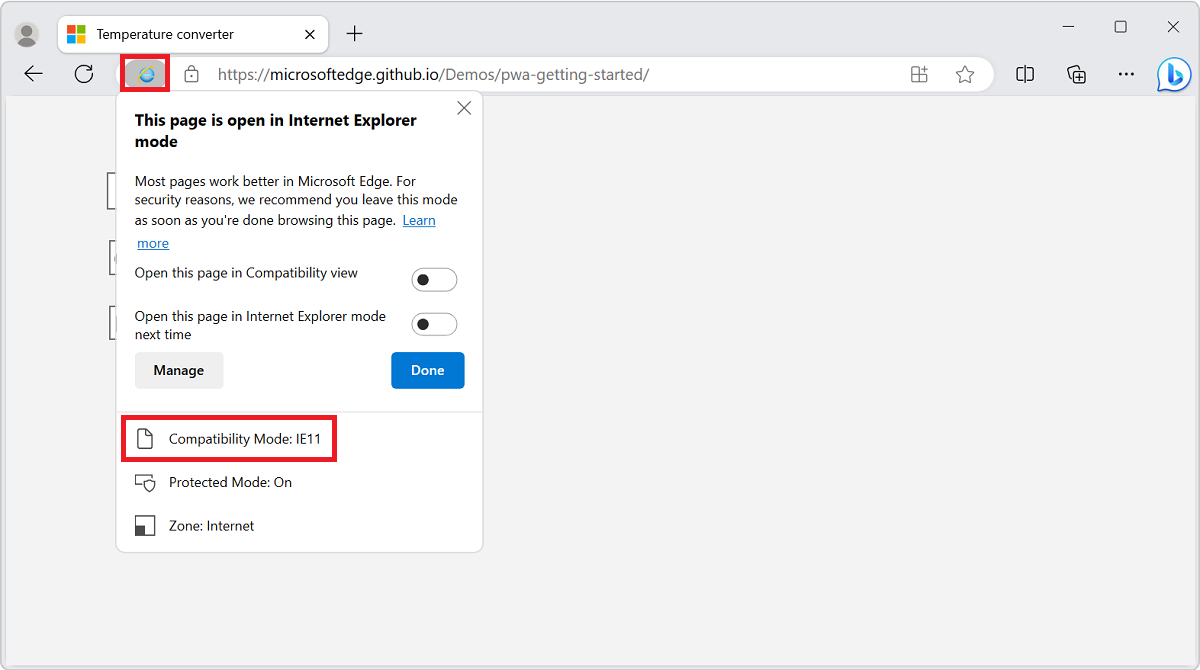 Temperature converter
https://microsoftedge.github.io/Demos/pwa-getting-started/
This page is open in Internet Explorer
mode
Most pages work better in Microsoft Edge. For
security reasons, we recommend you leave this mode
as soon as you're done browsing this page. Learn
more
Open this page in Compatibility view
Open this page in Internet Explorer mode
next time
Manage
Done
Compatibility Mode: IE11
Protected Mode: On
Zone: Internet